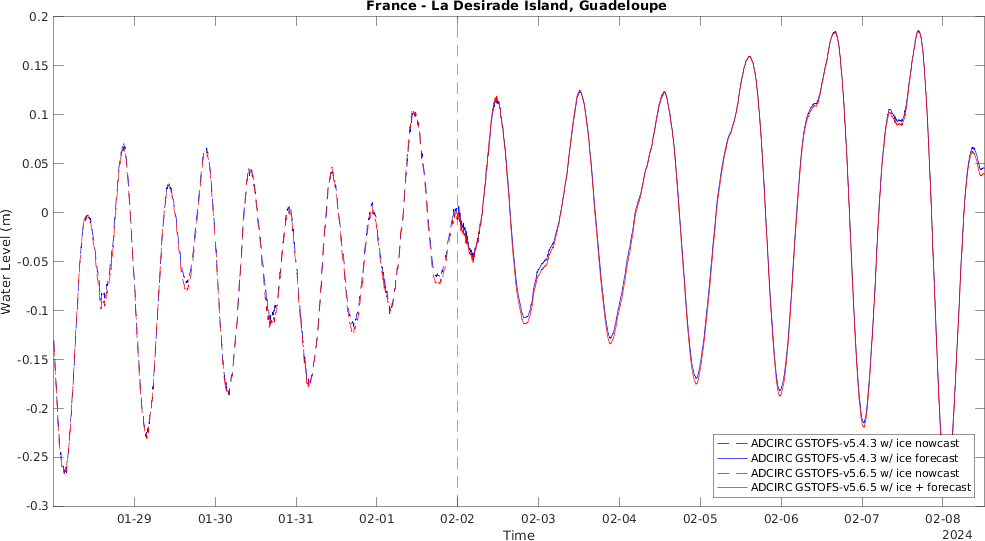 France - La Desirade Island, Guadeloupe
0.2
0.15
0.1
0.05
0
-0.05
-0.1
-0.15
-0.2
-0.25
-0.3
Water Level (m)
ADCIRC GSTOFS-v5.4.3 w/ ice nowcast
ADCIRC GSTOFS-v5.4.3 w/ ice forecast
ADCIRC GSTOFS-v5.6.5 w/ ice nowcast
ADCIRC GSTOFS-v5.6.5 w/ ice + forecast
01-29 01-30 01-31 02-01 02-02 02-03 02-04 02-05 02-06 02-07 02-08
Time
2024